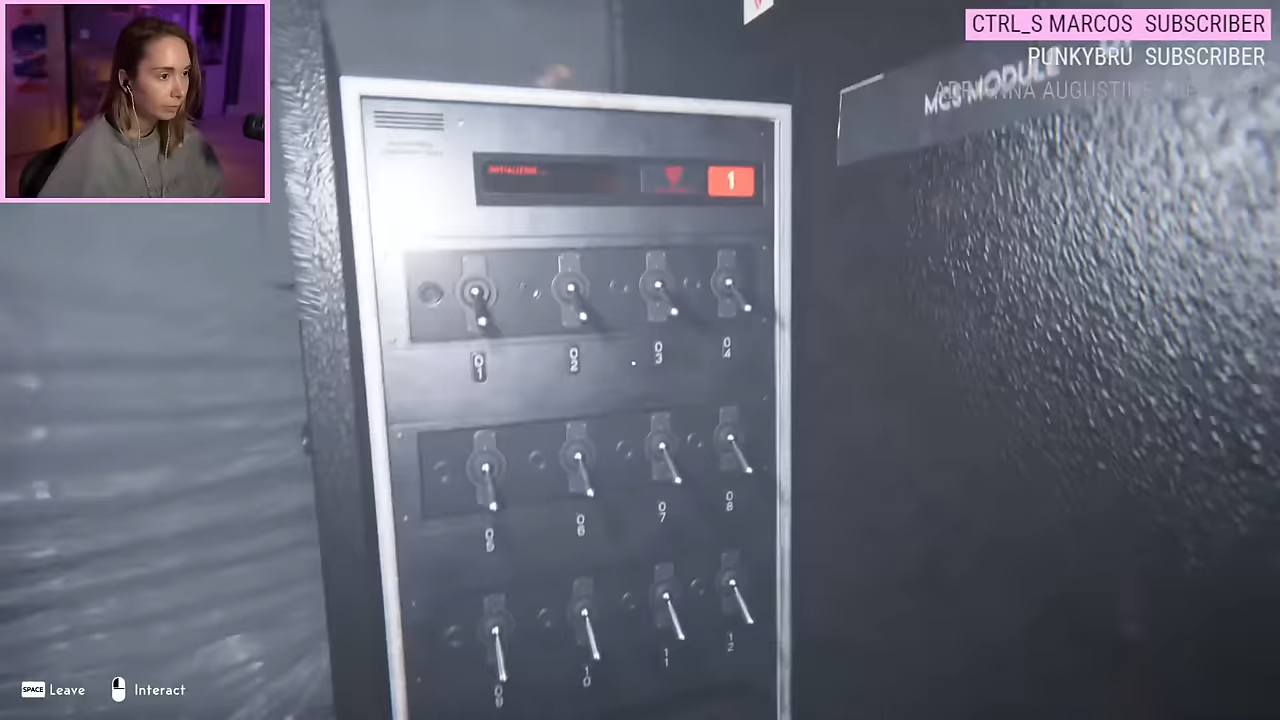 CTRL_S MARCOS SUBSCRIBER
PUNKYBRU SUBSCRIBER
MCS MODULE
INITIALIZING...
1
01
02
03
04
05
06
07
08
09
10
11
12
SPACE Leave
Interact